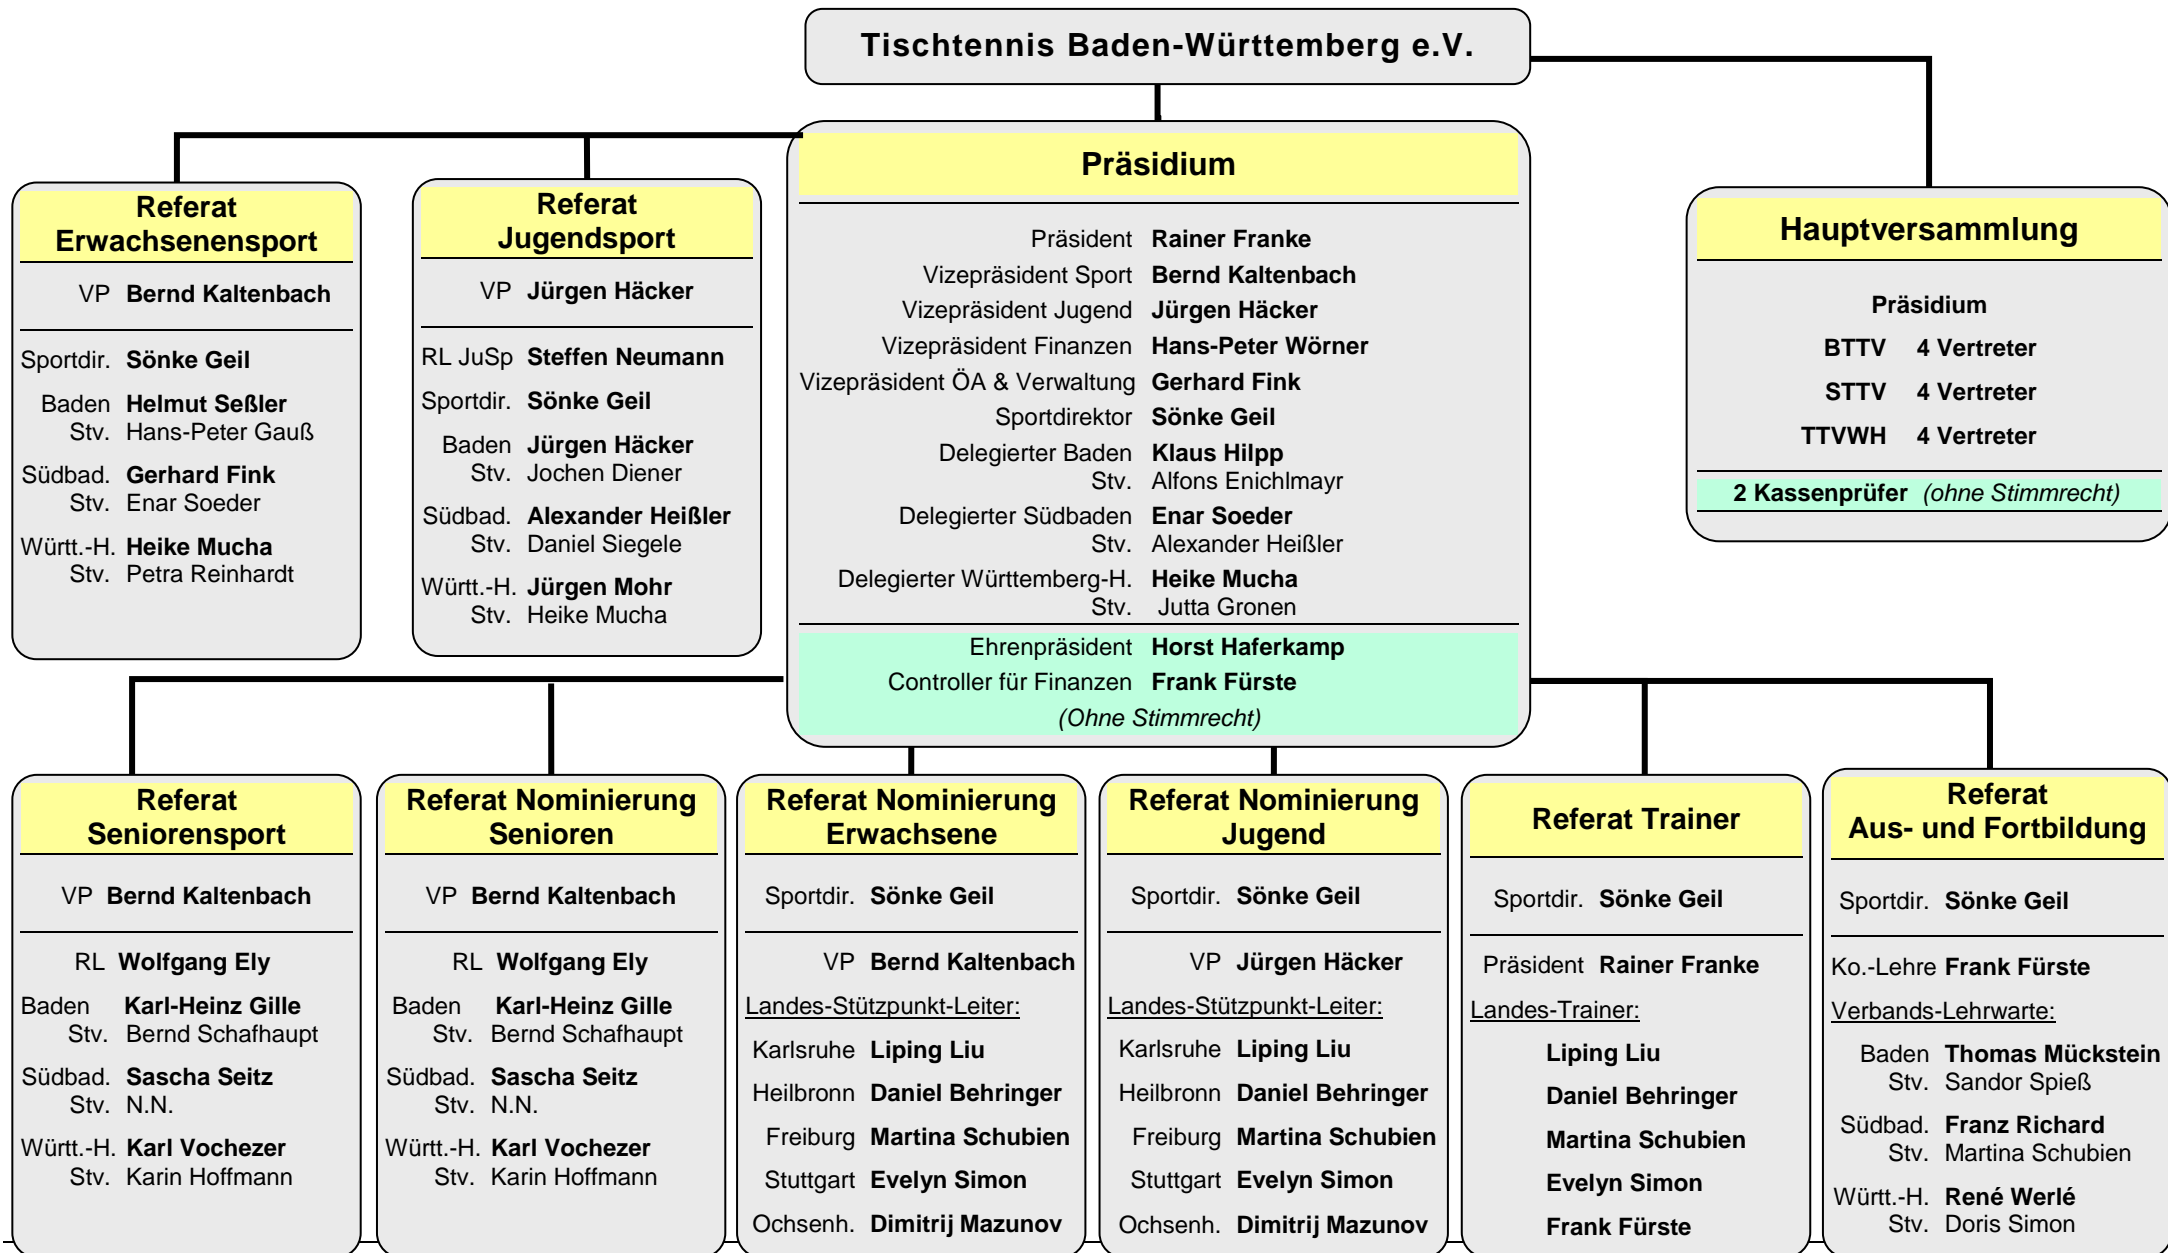 Tischtennis Baden-Württemberg e.V.
Referat
Erwachsenensport
VP Bernd Kaltenbach
Sportdir. Sönke Geil
Baden Helmut Seßler
Stv. Hans-Peter Gauß
Südbad. Gerhard Fink
Stv. Enar Soeder
Württ.-H. Heike Mucha
Stv. Petra Reinhardt
Referat
Jugendsport
VP Jürgen Häcker
RL JuSp Steffen Neumann
Sportdir. Sönke Geil
Baden Jürgen Häcker
Stv. Jochen Diener
Südbad. Alexander Heißler
Stv. Daniel Siegele
Württ.-H. Jürgen Mohr
Stv. Heike Mucha
Präsidium
Präsident Rainer Franke
Vizepräsident Sport Bernd Kaltenbach
Vizepräsident Jugend Jürgen Häcker
Vizepräsident Finanzen Hans-Peter Wörner
Vizepräsident ÖA & Verwaltung Gerhard Fink
Sportdirektor Sönke Geil
Delegierter Baden Klaus Hilpp
Stv. Alfons Enichlmayr
Delegierter Südbaden Enar Soeder
Stv. Alexander Heißler
Delegierter Württemberg-H. Heike Mucha
Stv. Jutta Gronen
Ehrenpräsident Horst Haferkamp
Controller für Finanzen Frank Fürste
(Ohne Stimmrecht)
Hauptversammlung
Präsidium
BTTV 4 Vertreter
STTV 4 Vertreter
TTVWH 4 Vertreter
2 Kassenprüfer (ohne Stimmrecht)
Referat
Seniorensport
VP Bernd Kaltenbach
RL Wolfgang Ely
Baden Karl-Heinz Gille
Stv. Bernd Schafhaupt
Südbad. Sascha Seitz
Stv. N.N.
Württ.-H. Karl Vochezer
Stv. Karin Hoffmann
Referat Nominierung
Senioren
VP Bernd Kaltenbach
RL Wolfgang Ely
Baden Karl-Heinz Gille
Stv. Bernd Schafhaupt
Südbad. Sascha Seitz
Stv. N.N.
Württ.-H. Karl Vochezer
Stv. Karin Hoffmann
Referat Nominierung
Erwachsene
Sportdir. Sönke Geil
VP Bernd Kaltenbach
Landes-Stützpunkt-Leiter:
Karlsruhe Liping Liu
Heilbronn Daniel Behringer
Freiburg Martina Schubien
Stuttgart Evelyn Simon
Ochsenh. Dimitrij Mazunov
Referat Nominierung
Jugend
Sportdir. Sönke Geil
VP Jürgen Häcker
Landes-Stützpunkt-Leiter:
Karlsruhe Liping Liu
Heilbronn Daniel Behringer
Freiburg Martina Schubien
Stuttgart Evelyn Simon
Ochsenh. Dimitrij Mazunov
Referat Trainer
Sportdir. Sönke Geil
Präsident Rainer Franke
Landes-Trainer:
Liping Liu
Daniel Behringer
Martina Schubien
Evelyn Simon
Frank Fürste
Referat
Aus- und Fortbildung
Sportdir. Sönke Geil
Ko.-Lehre Frank Fürste
Verbands-Lehrwarte:
Baden Thomas Mückstein
Stv. Sandor Spieß
Südbad. Franz Richard
Stv. Martina Schubien
Württ.-H. René Werlé
Stv. Doris Simon